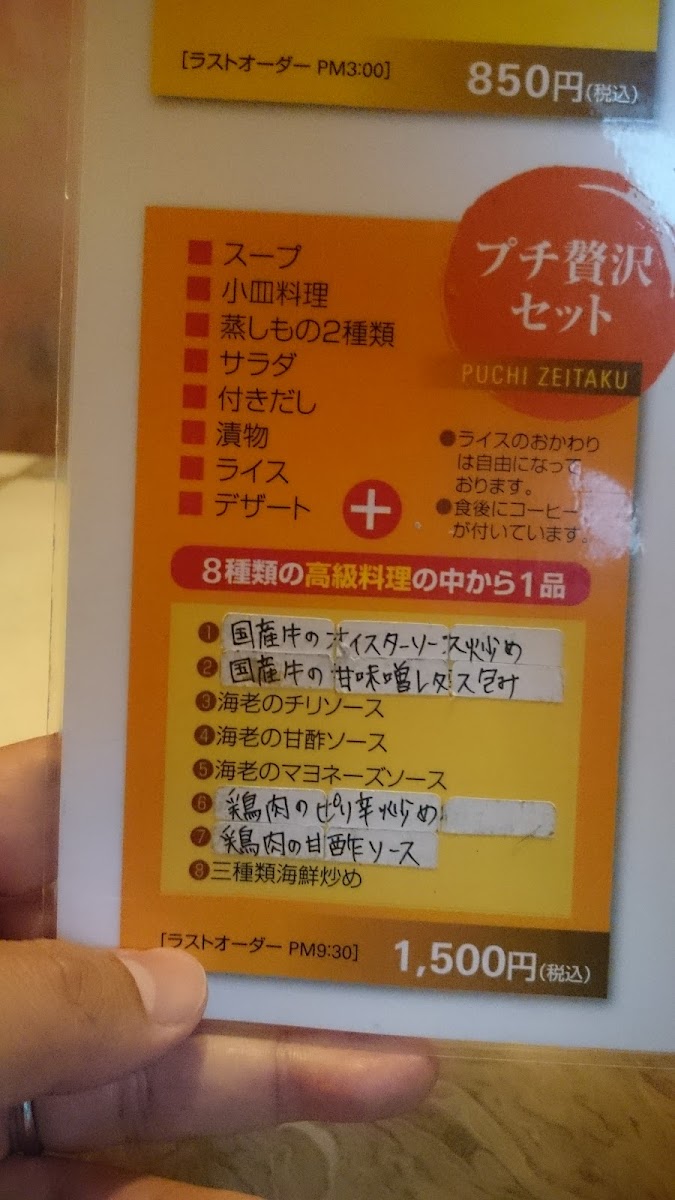 [ラストオーダー PM3:00]
850円(税込)
プチ贅沢
セット
PUCHI ZEITAKU
■スープ
■小皿料理
■蒸しもの2種類
■サラダ
■付きだし
■漬物
■ライス
■デザート
●ライスのおかわり
は自由になって
おります。
●食後にコーヒー
が付いています。
+
8種類の高級料理の中から1品
❶国産牛のオイスターソース炒め
❷国産牛の甘味噌レタス包み
❸海老のチリソース
❹海老の甘酢ソース
❺海老のマヨネーズソース
❻鶏肉のピリ辛炒め
❼鶏肉の甘酢ソース
❽三種類海鮮炒め
[ラストオーダー PM9:30]
1,500円(税込)